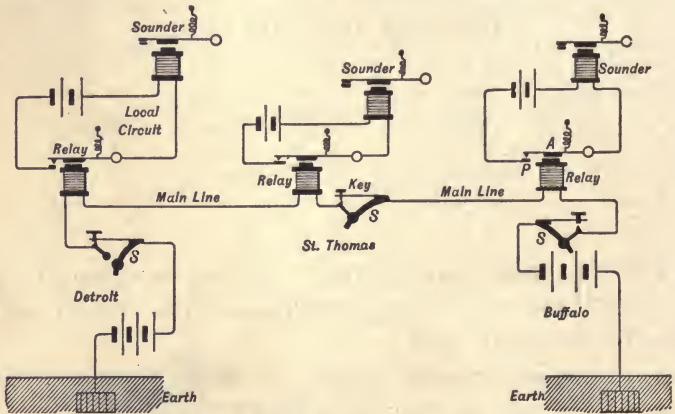 Sounder
Sounder
Sounder
Local
Circuit
Relay
A
P
Relay
Relay
Key
Main Line
Main Line
S
St. Thomas
S
S
Detroit
Buffalo
Earth
Earth